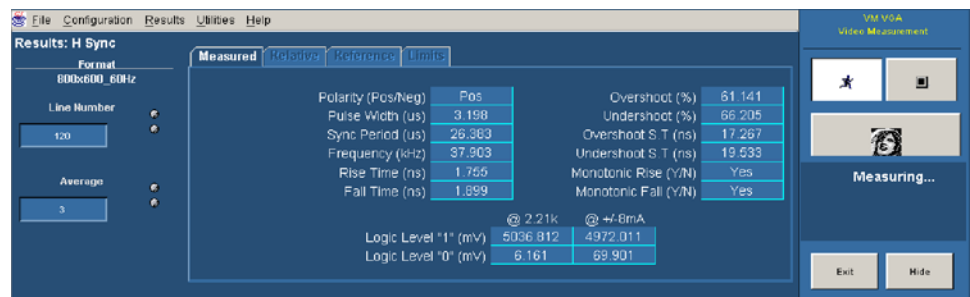 File Configuration Results Utilities Help
VM VGA
Video Measurement
Results: H Sync
Measured Relative Reference Limits
Format
800x600_60Hz
Line Number
120
Average
3
Polarity (Pos/Neg) Pos
Pulse Width (us) 3.198
Sync Period (us) 26.383
Frequency (kHz) 37.903
Rise Time (ns) 1.755
Fall Time (ns) 1.899
Overshoot (%) 61.141
Undershoot (%) 66.205
Overshoot S.T (ns) 17.267
Undershoot S.T (ns) 19.533
Monotonic Rise (Y/N) Yes
Monotonic Fall (Y/N) Yes
@ 2.21k @ +/-8mA
Logic Level "1" (mV) 5036.812 4972.011
Logic Level "0" (mV) 6.161 69.901
Measuring...
Exit Hide